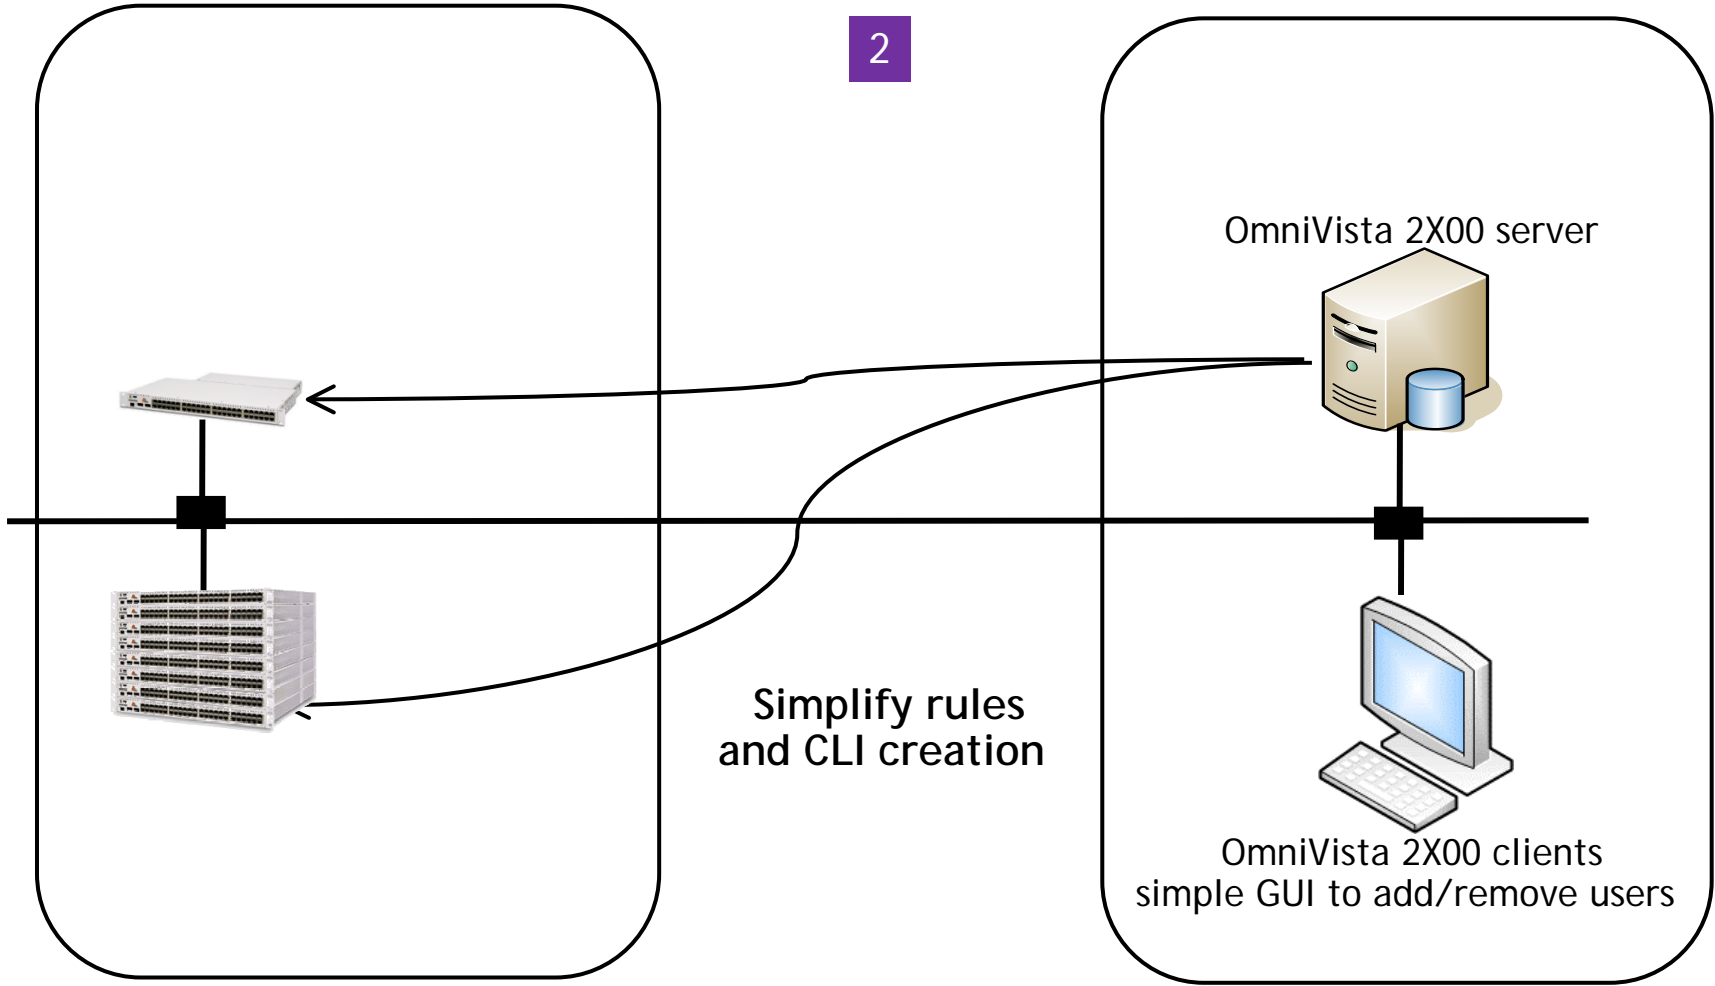 2
OmniVista 2X00 server
Simplify rules
and CLI creation
OmniVista 2X00 clients
simple GUI to add/remove users